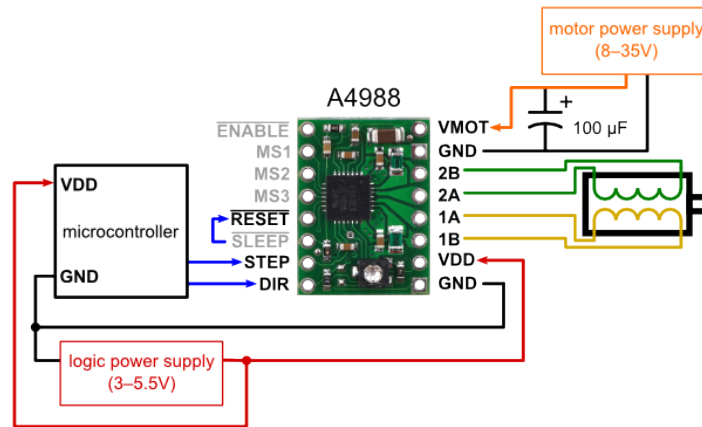 motor power supply
(8–35V)
A4988
+
100 µF
ENABLE
MS1
MS2
MS3
RESET
SLEEP
STEP
DIR
VMOT
GND
2B
2A
1A
1B
VDD
GND
VDD
microcontroller
GND
logic power supply
(3–5.5V)